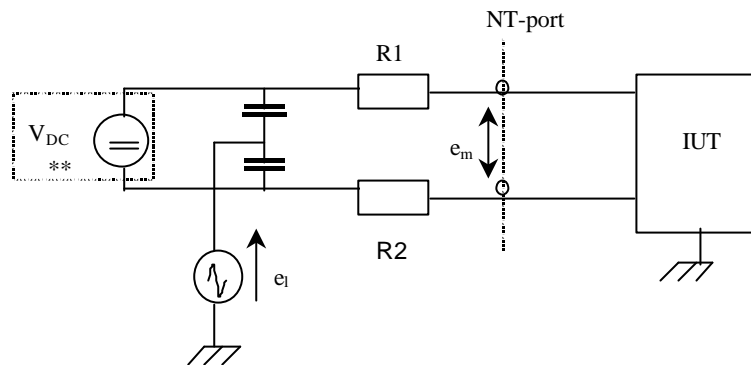 NT-port
R1
V_DC
**
e_m
IUT
R2
e_l